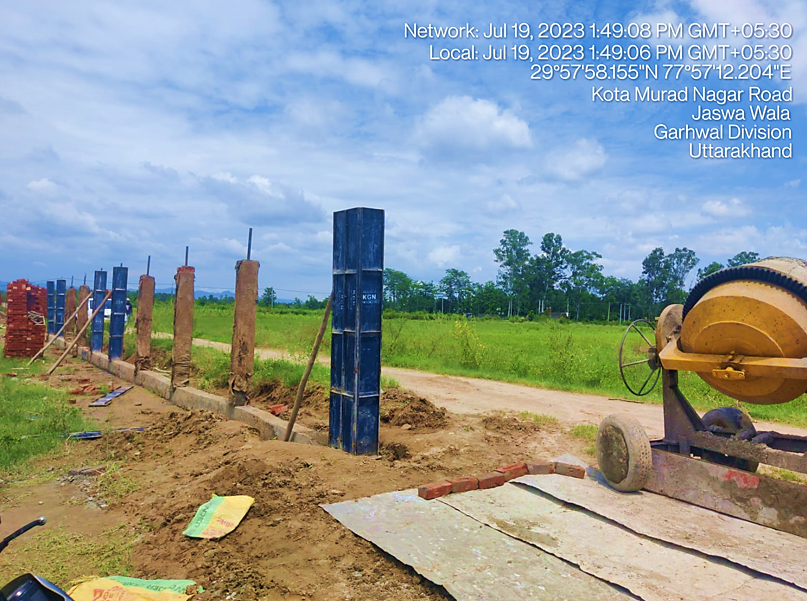 Network: Jul 19, 2023 1:49:08 PM GMT+05:30
Local: Jul 19, 2023 1:49:06 PM GMT+05:30
29°57'58.155"N 77°57'12.204"E
Kota Murad Nagar Road
Jaswa Wala
Garhwal Division
Uttarakhand
KGN